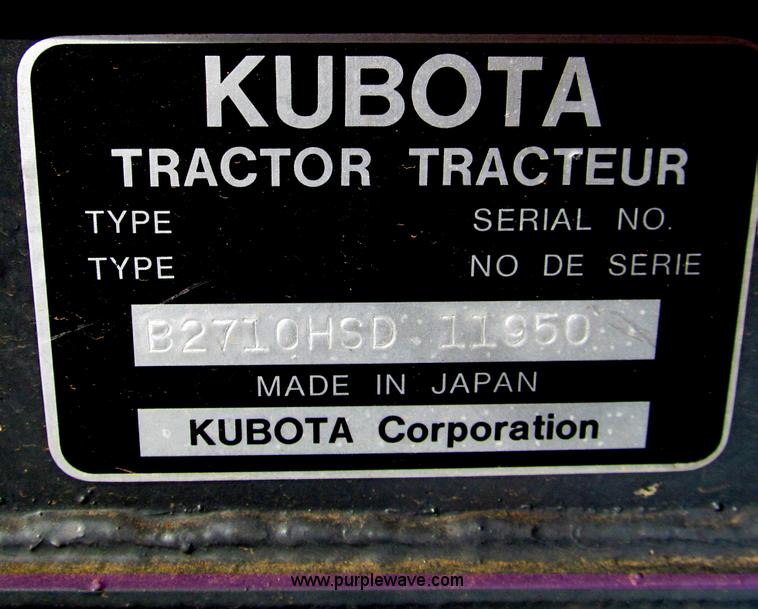 KUBOTA
TRACTOR TRACTEUR
TYPE SERIAL NO.
TYPE NO DE SERIE
B2710HSD 11950
MADE IN JAPAN
KUBOTA Corporation
www.purplewave.com